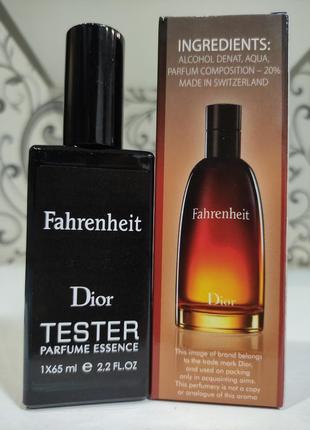 Fahrenheit
Dior
TESTER
PARFUME ESSENCE
1X65 ml ℮ 2.2 FL.OZ
INGREDIENTS:
ALCOHOL DENAT, AQUA,
PARFUM COMPOSITION – 20%
MADE IN SWITZERLAND
Fahrenheit
Dior
This image of brand belongs
to the trade mark Dior,
and used on packing
only in acquainting aims.
This perfumery is not a copy
or analogue of this aroma